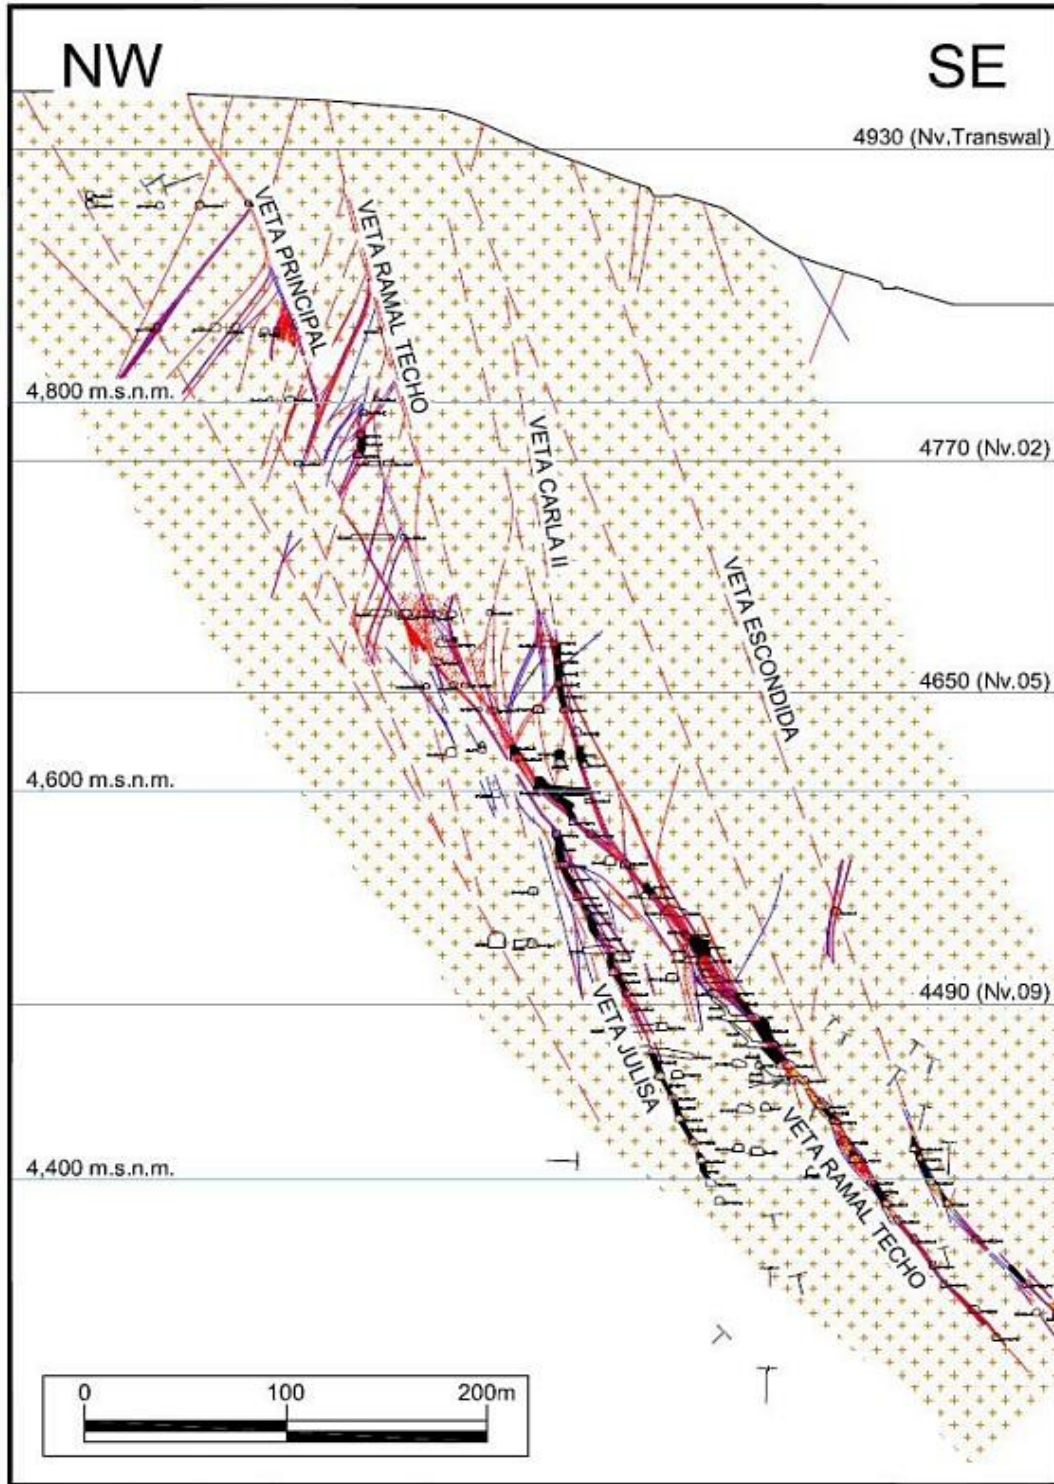 NW
SE
4930 (Nv.Transwal)
VETA PRINCIPAL
VETA RAMAL TECHO
4,800 m.s.n.m.
VETA CARLA II
4770 (Nv.02)
VETA ESCONDIDA
4650 (Nv.05)
4,600 m.s.n.m.
4490 (Nv.09)
VETA JULISA
VETA RAMAL TECHO
4,400 m.s.n.m.
0 100 200m